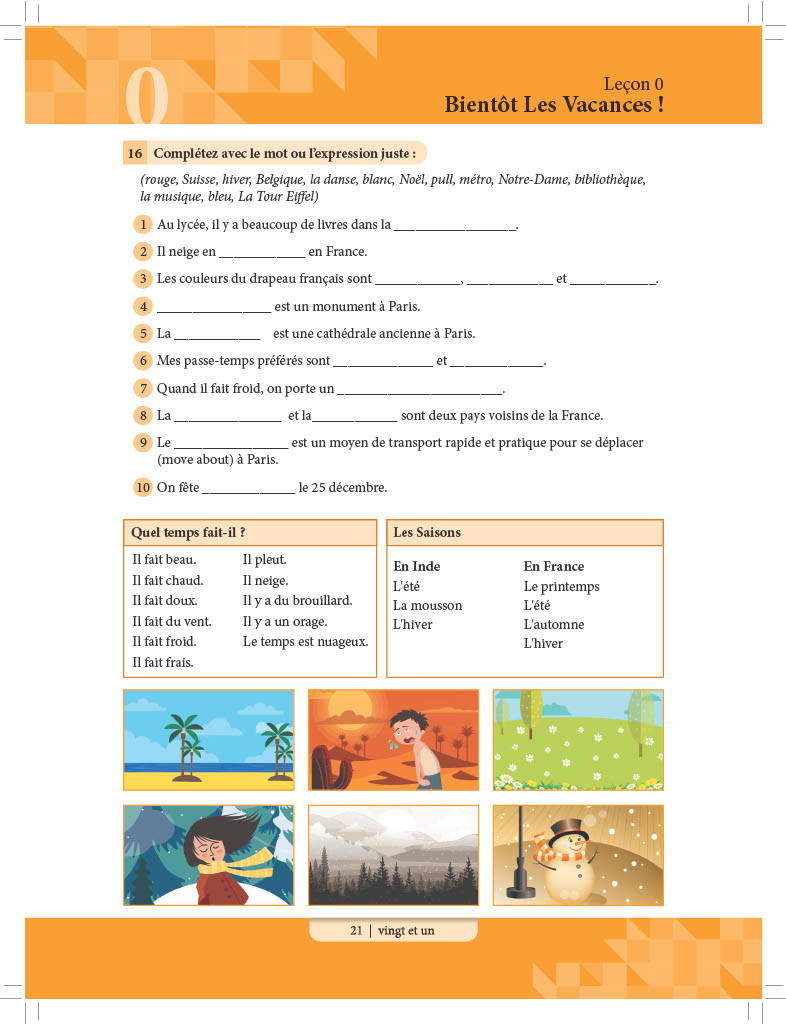 0
Leçon 0
Bientôt Les Vacances !
16 Complétez avec le mot ou l'expression juste :
(rouge, Suisse, hiver, Belgique, la danse, blanc, Noël, pull, métro, Notre-Dame, bibliothèque,
la musique, bleu, La Tour Eiffel)
1 Au lycée, il y a beaucoup de livres dans la _________________.
2 Il neige en ____________ en France.
3 Les couleurs du drapeau français sont ____________, ____________ et ____________.
4 ________________ est un monument à Paris.
5 La ____________ est une cathédrale ancienne à Paris.
6 Mes passe-temps préférés sont ______________ et _____________.
7 Quand il fait froid, on porte un _______________________.
8 La _______________ et la____________ sont deux pays voisins de la France.
9 Le ________________ est un moyen de transport rapide et pratique pour se déplacer
(move about) à Paris.
10 On fête _____________ le 25 décembre.
Quel temps fait-il ?
Il fait beau. Il pleut.
Il fait chaud. Il neige.
Il fait doux. Il y a du brouillard.
Il fait du vent. Il y a un orage.
Il fait froid. Le temps est nuageux.
Il fait frais.
Les Saisons
En Inde En France
L'été Le printemps
La mousson L'été
L'hiver L'automne
L'hiver
21 | vingt et un